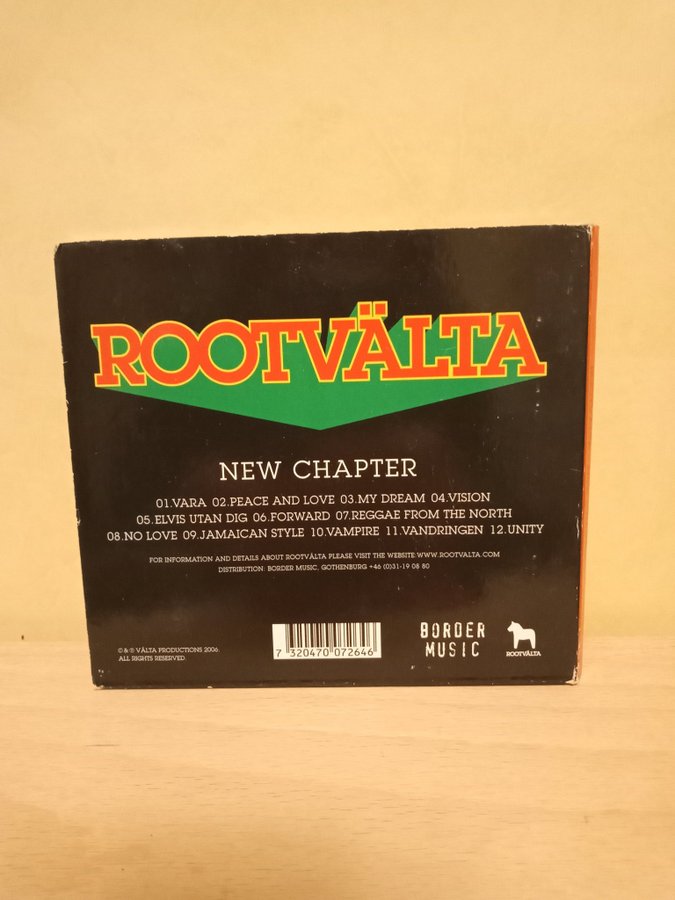 ROOTVÄLTA
NEW CHAPTER
01.VARA 02.PEACE AND LOVE 03.MY DREAM 04.VISION
05.ELVIS UTAN DIG 06.FORWARD 07.REGGAE FROM THE NORTH
08.NO LOVE 09.JAMAICAN STYLE 10.VAMPIRE 11.VANDRINGEN 12.UNITY
FOR INFORMATION AND DETAILS ABOUT ROOTVÄLTA PLEASE VISIT THE WEBSITE:WWW.ROOTVALTA.COM
DISTRIBUTION: BORDER MUSIC, GOTHENBURG +46 (0)31-19 08 80
©&℗ VÄLTA PRODUCTIONS 2006
ALL RIGHTS RESERVED.
7 320470 072646
BORDER
MUSIC
ROOTVÄLTA